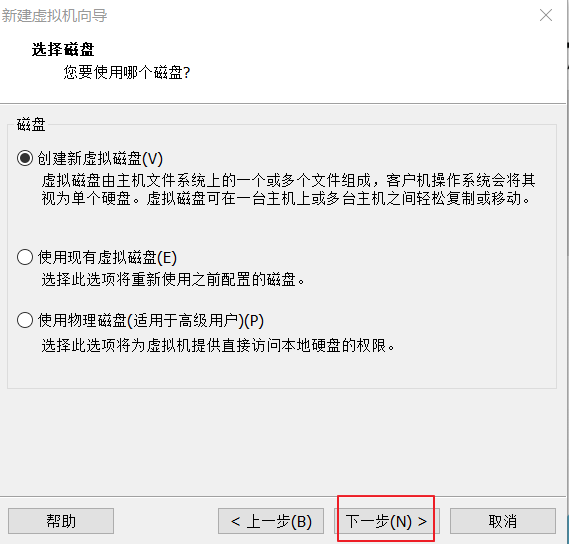 新建虚拟机向导
选择磁盘
您要使用哪个磁盘?
磁盘
创建新虚拟磁盘(V)
虚拟磁盘由主机文件系统上的一个或多个文件组成，客户机操作系统会将其
视为单个硬盘。虚拟磁盘可在一台主机上或多台主机之间轻松复制或移动。
使用现有虚拟磁盘(E)
选择此选项将重新使用之前配置的磁盘。
使用物理磁盘(适用于高级用户)(P)
选择此选项将为虚拟机提供直接访问本地硬盘的权限。
帮助
< 上一步(B)
下一步(N) >
取消